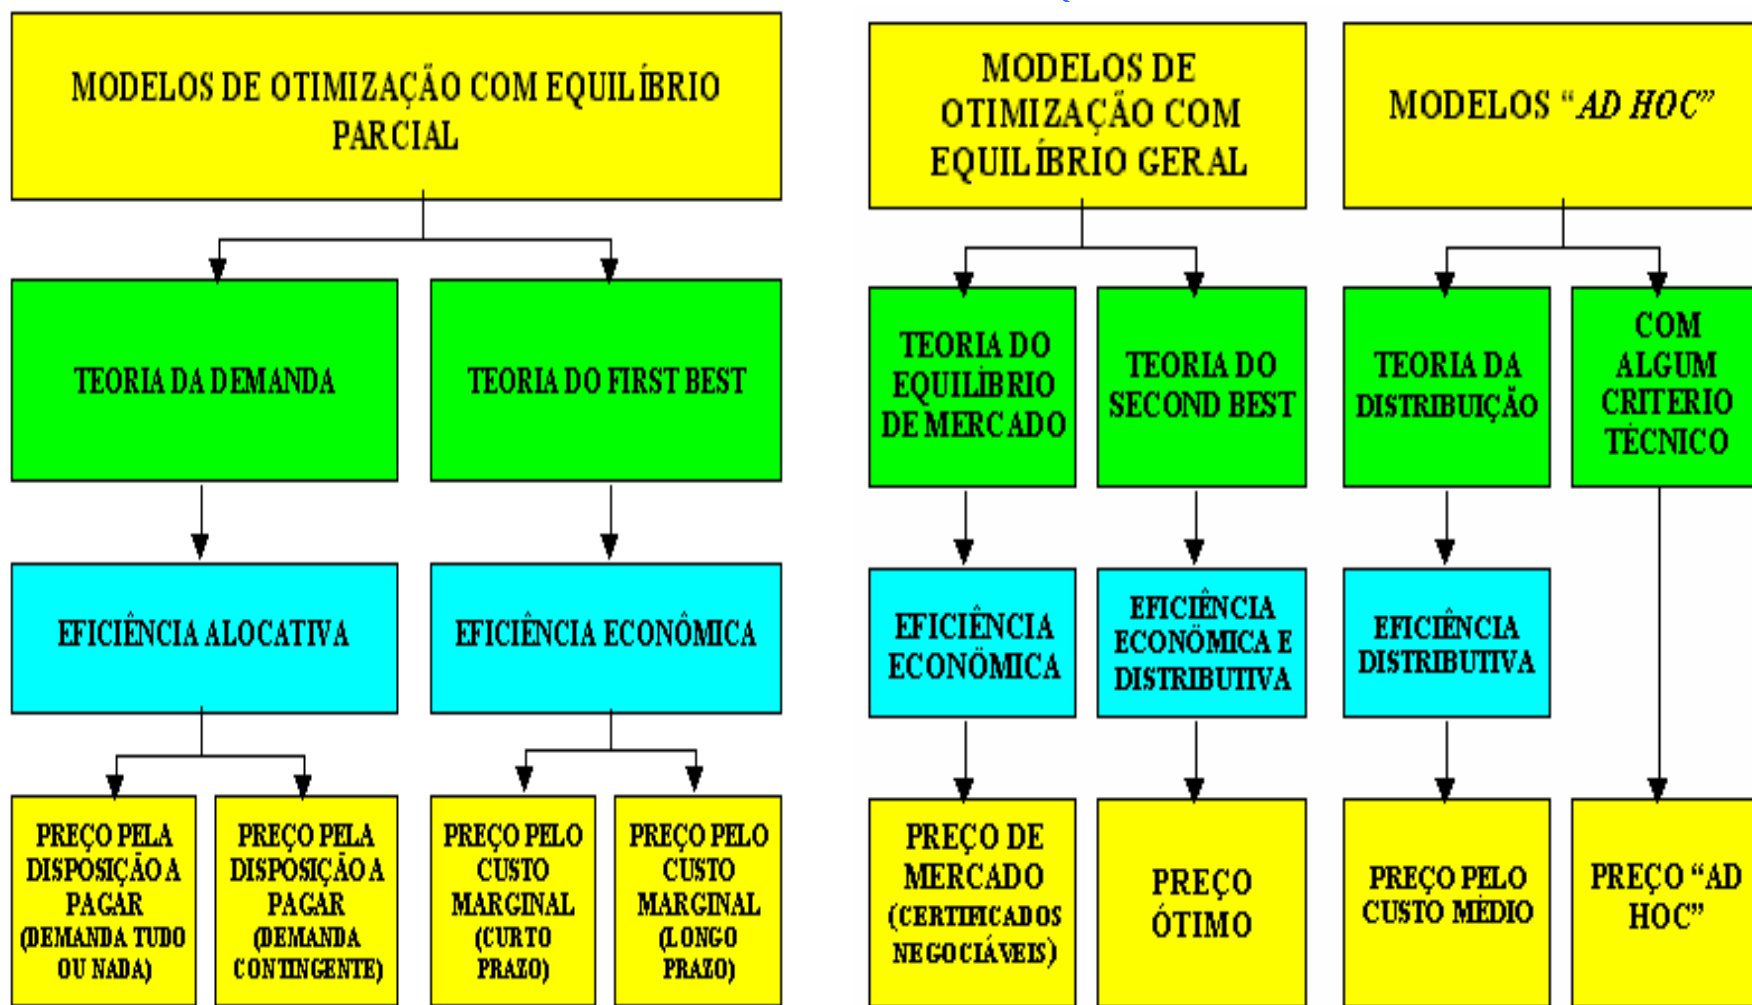 MODELOS DE OTIMIZAÇÃO COM EQUILÍBRIO
PARCIAL
MODELOS DE
OTIMIZAÇÃO COM
EQUILÍBRIO GERAL
MODELOS “AD HOC”
TEORIA DA DEMANDA
TEORIA DO FIRST BEST
TEORIA DO
EQUILÍBRIO
DE MERCADO
TEORIA DO
SECOND BEST
TEORIA DA
DISTRIBUIÇÃO
COM
ALGUM
CRITERIO
TÉCNICO
EFICIÊNCIA ALOCATIVA
EFICIÊNCIA ECONÔMICA
EFICIÊNCIA
ECONÔMICA
EFICIÊNCIA
ECONÔMICA E
DISTRIBUTIVA
EFICIÊNCIA
DISTRIBUTIVA
PREÇO PELA
DISPOSIÇÃO A
PAGAR
(DEMANDA TUDO
OU NADA)
PREÇO PELA
DISPOSIÇÃO A
PAGAR
(DEMANDA
CONTINGENTE)
PREÇO PELO
CUSTO
MARGINAL
(CURTO
PRAZO)
PREÇO PELO
CUSTO
MARGINAL
(LONGO
PRAZO)
PREÇO DE
MERCADO
(CERTIFICADOS
NEGOCIÁVEIS)
PREÇO
ÓTIMO
PREÇO PELO
CUSTO MÉDIO
PREÇO “AD
HOC”